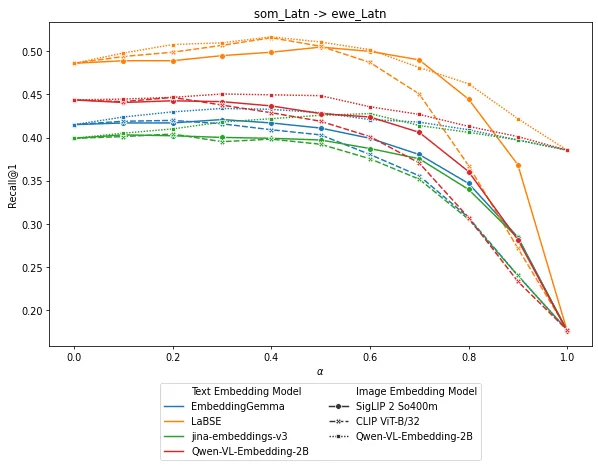 som_Latn -> ewe_Latn
Recall@1
0.50
0.45
0.40
0.35
0.30
0.25
0.20
0.0 0.2 0.4 0.6 0.8 1.0
α
Text Embedding Model Image Embedding Model
EmbeddingGemma SigLIP 2 So400m
LaBSE CLIP ViT-B/32
jina-embeddings-v3 Qwen-VL-Embedding-2B
Qwen-VL-Embedding-2B